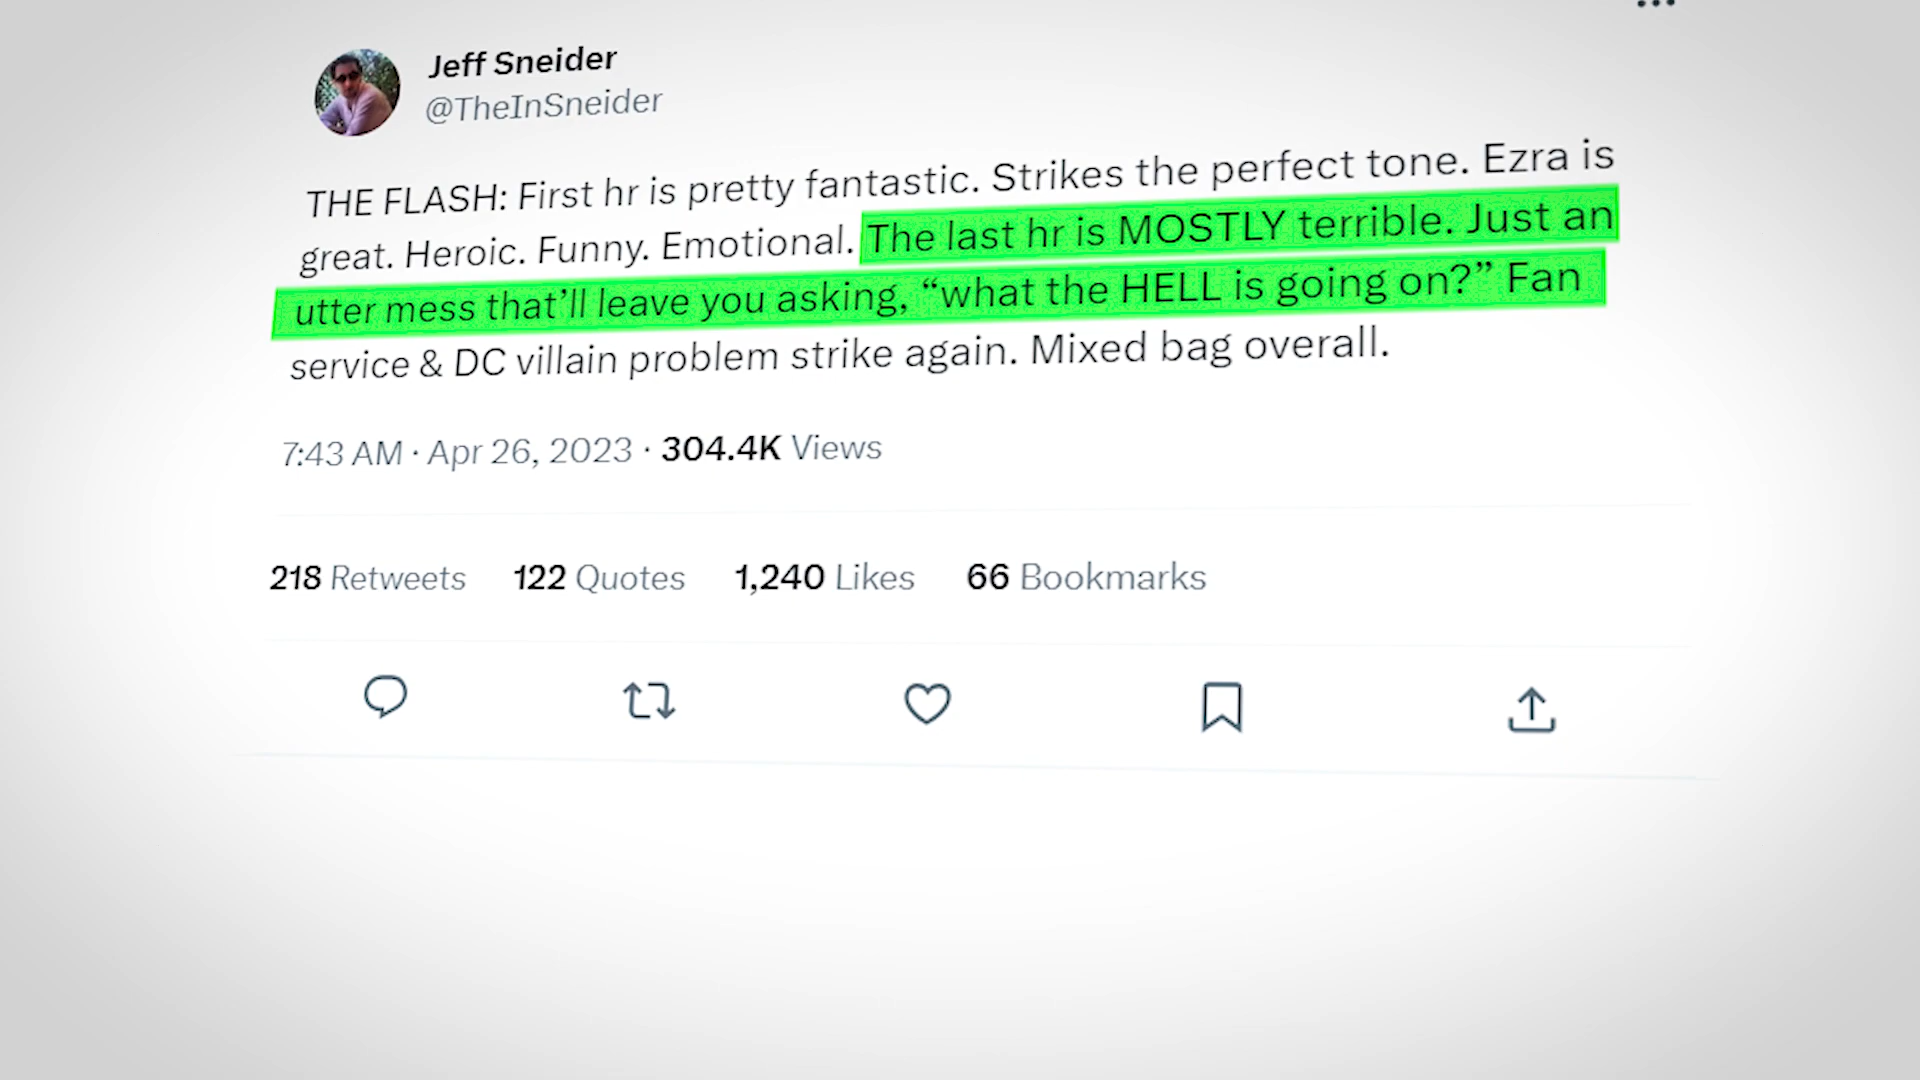 Jeff Sneider
@TheInSneider
THE FLASH: First hr is pretty fantastic. Strikes the perfect tone. Ezra is
great. Heroic. Funny. Emotional. The last hr is MOSTLY terrible. Just an
utter mess that’ll leave you asking, “what the HELL is going on?” Fan
service & DC villain problem strike again. Mixed bag overall.
7:43 AM · Apr 26, 2023 · 304.4K Views
218 Retweets 122 Quotes 1,240 Likes 66 Bookmarks